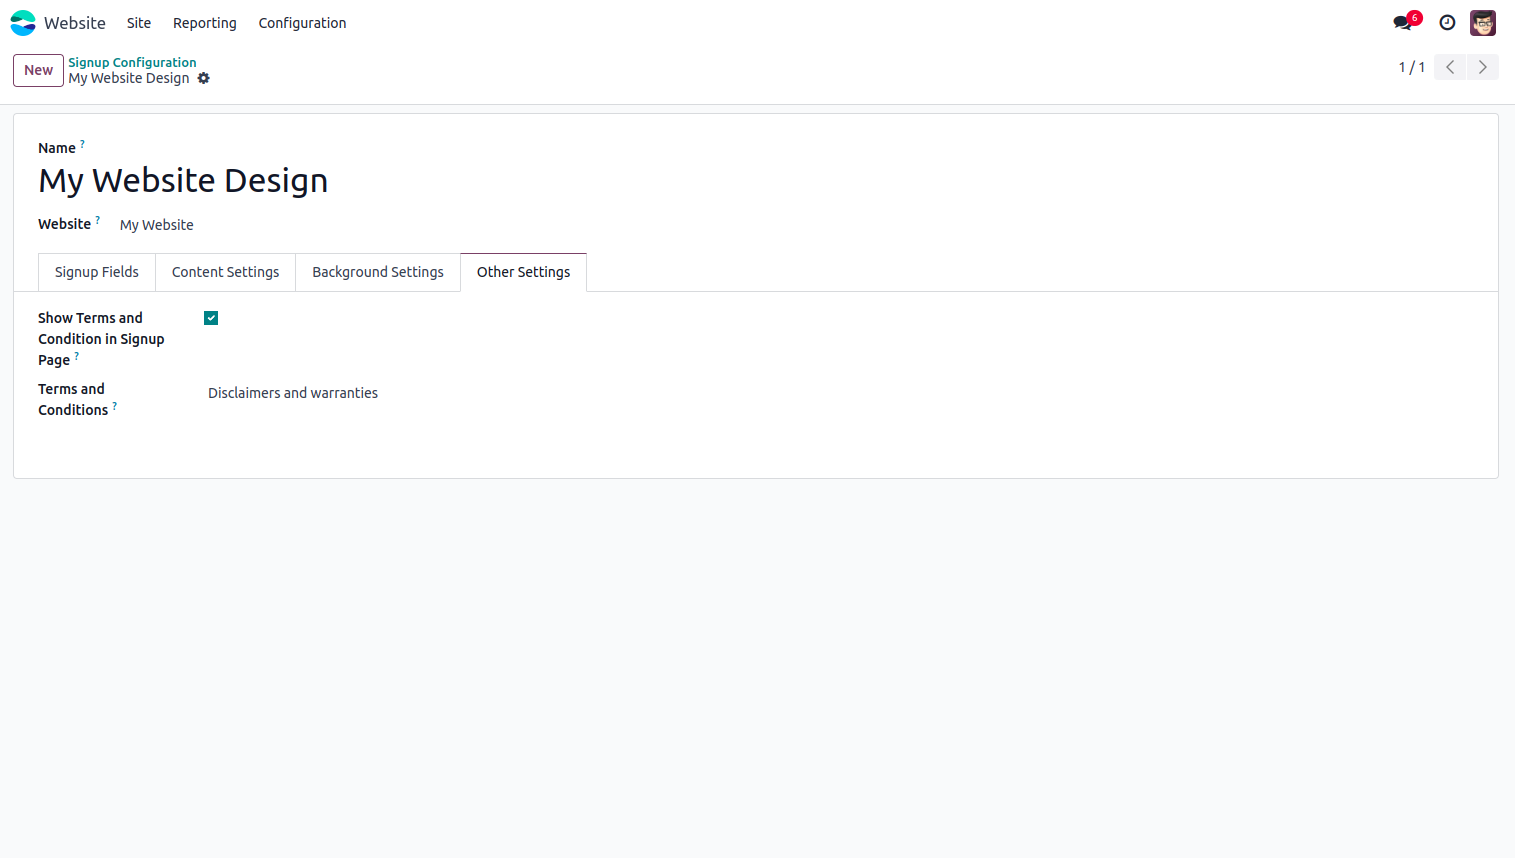 Website Site Reporting Configuration 6
New Signup Configuration
My Website Design 1 / 1
Name ?
My Website Design
Website ? My Website
Signup Fields Content Settings Background Settings Other Settings
Show Terms and
Condition in Signup
Page ?
Terms and
Conditions ? Disclaimers and warranties